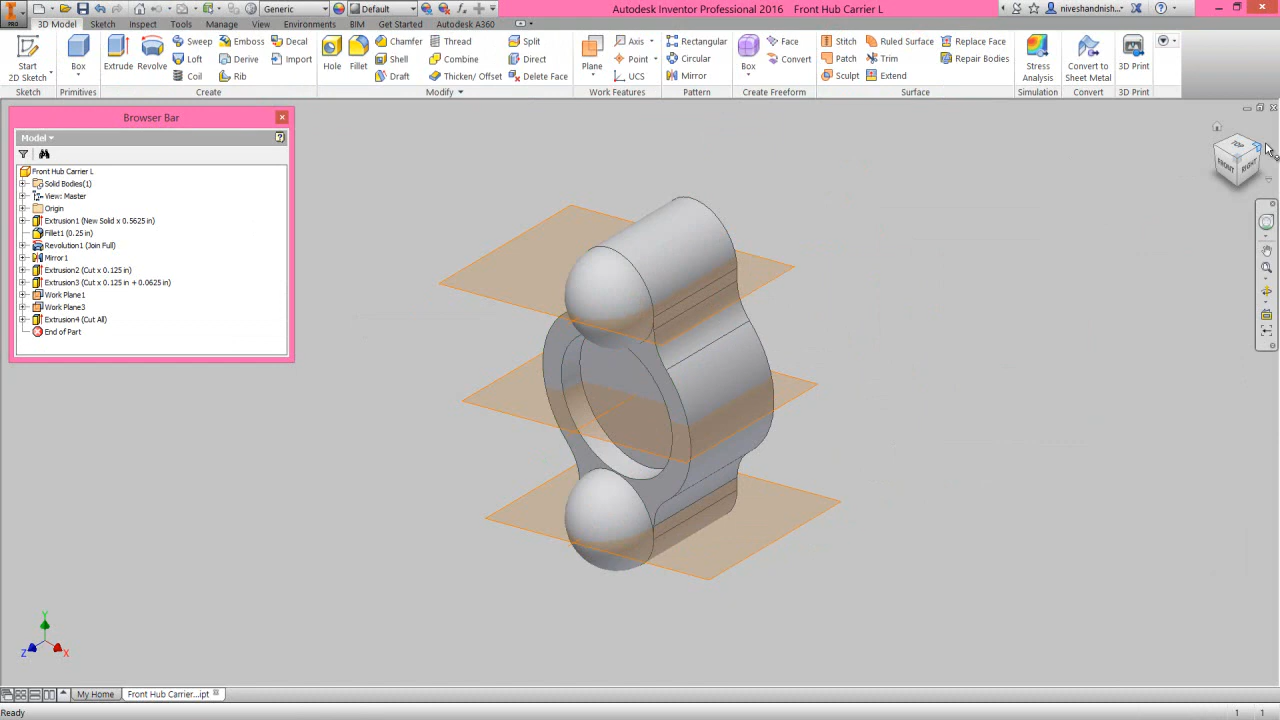 Autodesk Inventor Professional 2016 Front Hub Carrier L
niveshandnish...
Generic
Default
PRO
3D Model Sketch Inspect Tools Manage View Environments BIM Get Started Autodesk A360
Start
2D Sketch
Box
Extrude
Revolve
Sweep
Loft
Coil
Emboss
Derive
Rib
Decal
Import
Hole
Fillet
Chamfer
Shell
Draft
Thread
Combine
Thicken/ Offset
Split
Direct
Delete Face
Plane
Axis
Point
UCS
Rectangular
Circular
Mirror
Box
Face
Convert
Stitch
Patch
Sculpt
Ruled Surface
Trim
Extend
Replace Face
Repair Bodies
Stress
Analysis
Convert to
Sheet Metal
3D Print
Sketch Primitives Create Modify Work Features Pattern Create Freeform Surface Simulation Convert 3D Print
Browser Bar
Model
Front Hub Carrier L
Solid Bodies(1)
View: Master
Origin
Extrusion1 (New Solid x 0.5625 in)
Fillet1 (0.25 in)
Revolution1 (Join Full)
Mirror1
Extrusion2 (Cut x 0.125 in)
Extrusion3 (Cut x 0.125 in + 0.0625 in)
Work Plane1
Work Plane3
Extrusion4 (Cut All)
End of Part
TOP
FRONT
RIGHT
Y
Z
X
My Home Front Hub Carrier...ipt
Ready 1 1